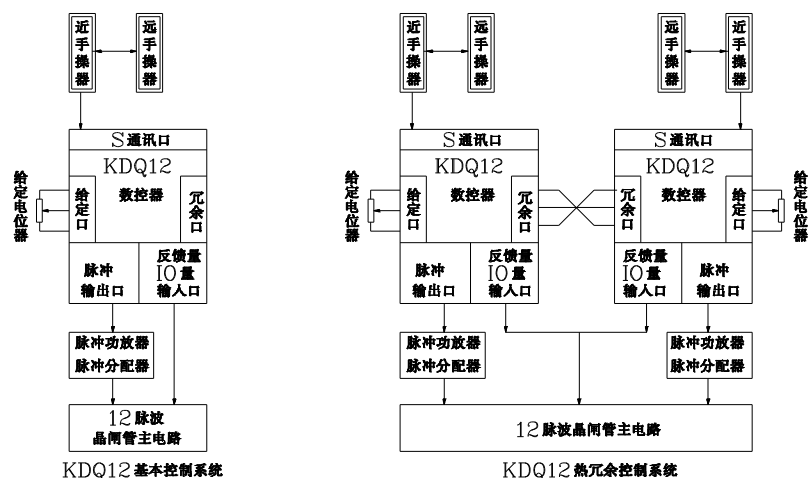 近手操器
远手操器
S通讯口
KDQ12
数控器
给定电位器
给定口
冗余口
脉冲
输出口
反馈量
IO量
输入口
脉冲功放器
脉冲分配器
12脉波
晶闸管主电路
KDQ12基本控制系统
近手操器
远手操器
远手操器
近手操器
S通讯口
KDQ12
数控器
给定电位器
给定口
冗余口
脉冲
输出口
反馈量
IO量
输入口
S通讯口
KDQ12
数控器
冗余口
给定口
给定电位器
反馈量
IO量
输入口
脉冲
输出口
脉冲功放器
脉冲分配器
脉冲功放器
脉冲分配器
12脉波晶闸管主电路
KDQ12热冗余控制系统